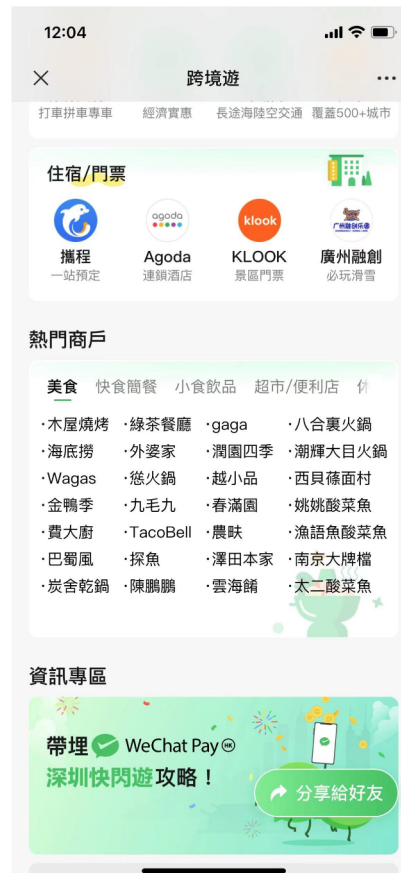 12:04
跨境遊
打車拼車專車 經濟實惠 長途海陸空交通 覆蓋500+城市
住宿/門票
agoda klook 广州融创乐园
攜程 Agoda KLOOK 廣州融創
一站預定 連鎖酒店 景區門票 必玩滑雪
熱門商戶
美食 快食簡餐 小食飲品 超市/便利店 休
·木屋燒烤 ·綠茶餐廳 ·gaga ·八合裏火鍋
·海底撈 ·外婆家 ·潤園四季 ·潮輝大目火鍋
·Wagas ·慫火鍋 ·越小品 ·西貝蓧面村
·金鴨季 ·九毛九 ·春滿園 ·姚姚酸菜魚
·費大廚 ·TacoBell ·農畉 ·漁語魚酸菜魚
·巴蜀風 ·探魚 ·澤田本家 ·南京大牌檔
·炭舍乾鍋 ·陳鵬鵬 ·雲海餚 ·太二酸菜魚
資訊專區
帶埋 WeChat Pay HK
深圳快閃遊攻略！
分享給好友